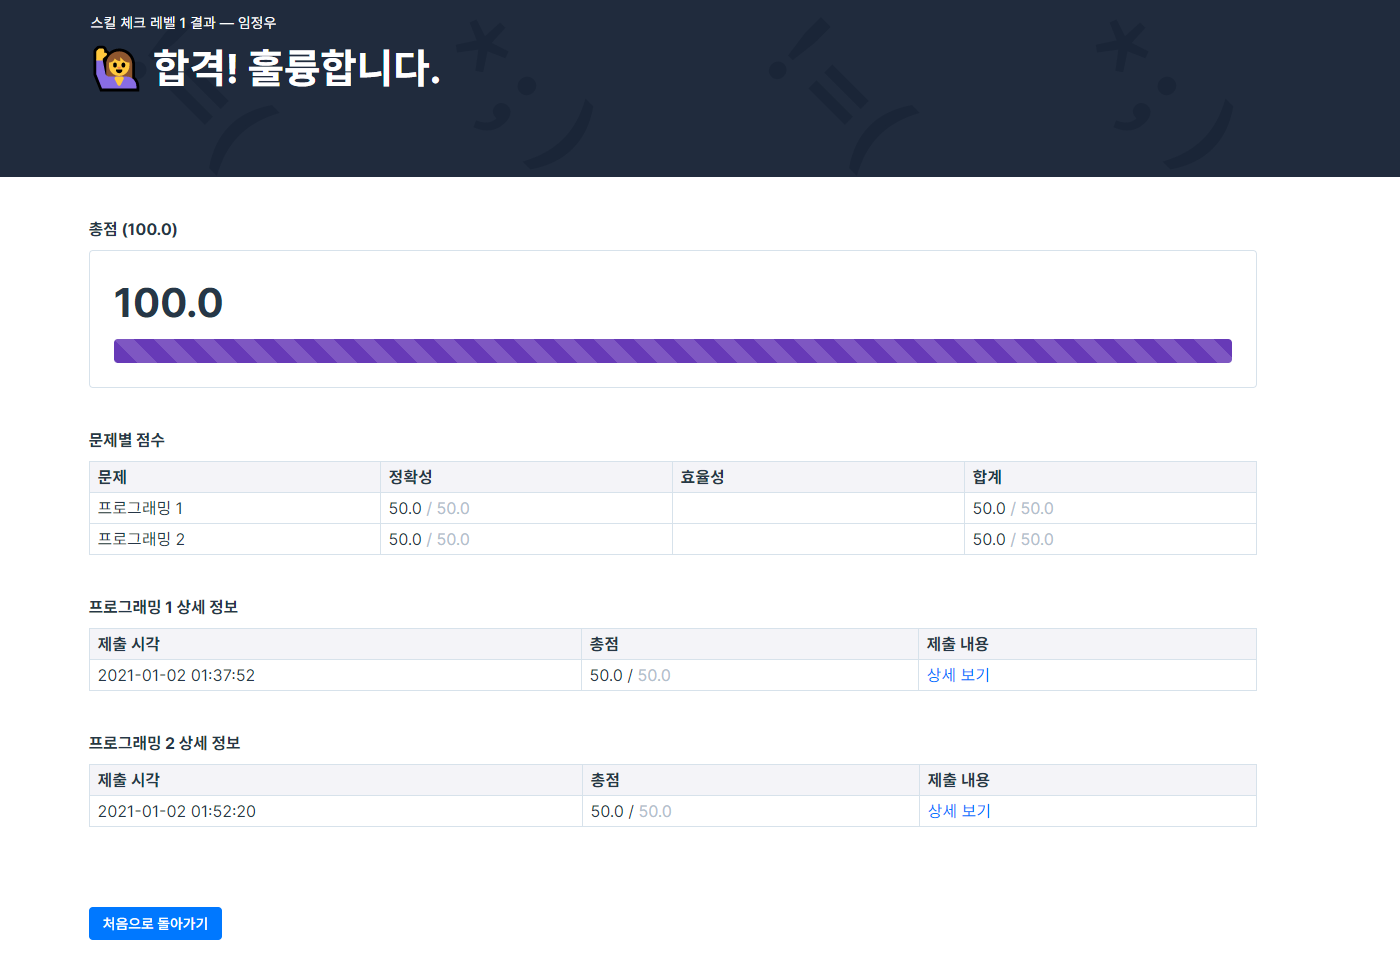 스킬 체크 레벨 1 결과 — 임정우
합격! 훌륭합니다.
총점 (100.0)
100.0
문제별 점수
문제 정확성 효율성 합계
프로그래밍 1 50.0 / 50.0 50.0 / 50.0
프로그래밍 2 50.0 / 50.0 50.0 / 50.0
프로그래밍 1 상세 정보
제출 시각 총점 제출 내용
2021-01-02 01:37:52 50.0 / 50.0 상세 보기
프로그래밍 2 상세 정보
제출 시각 총점 제출 내용
2021-01-02 01:52:20 50.0 / 50.0 상세 보기
처음으로 돌아가기